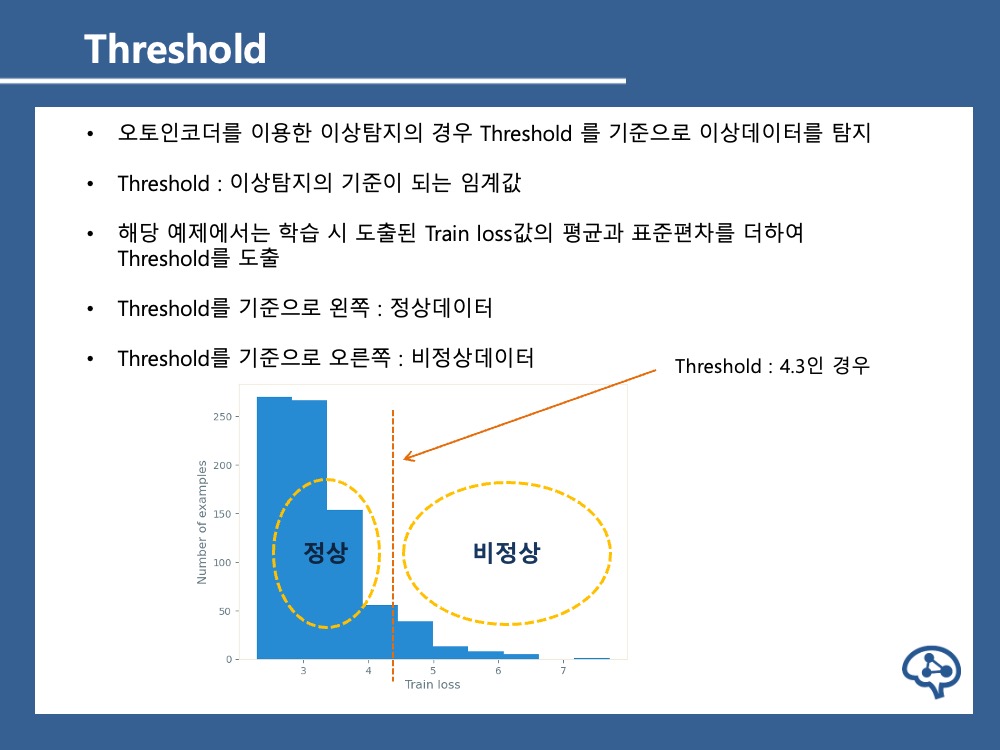 Threshold
• 오토인코더를 이용한 이상탐지의 경우 Threshold 를 기준으로 이상데이터를 탐지
• Threshold : 이상탐지의 기준이 되는 임계값
• 해당 예제에서는 학습 시 도출된 Train loss값의 평균과 표준편차를 더하여
Threshold를 도출
• Threshold를 기준으로 왼쪽 : 정상데이터
• Threshold를 기준으로 오른쪽 : 비정상데이터
Threshold : 4.3인 경우
Number of examples
250
200
150
100
50
0
정상
비정상
3 4 5 6 7
Train loss